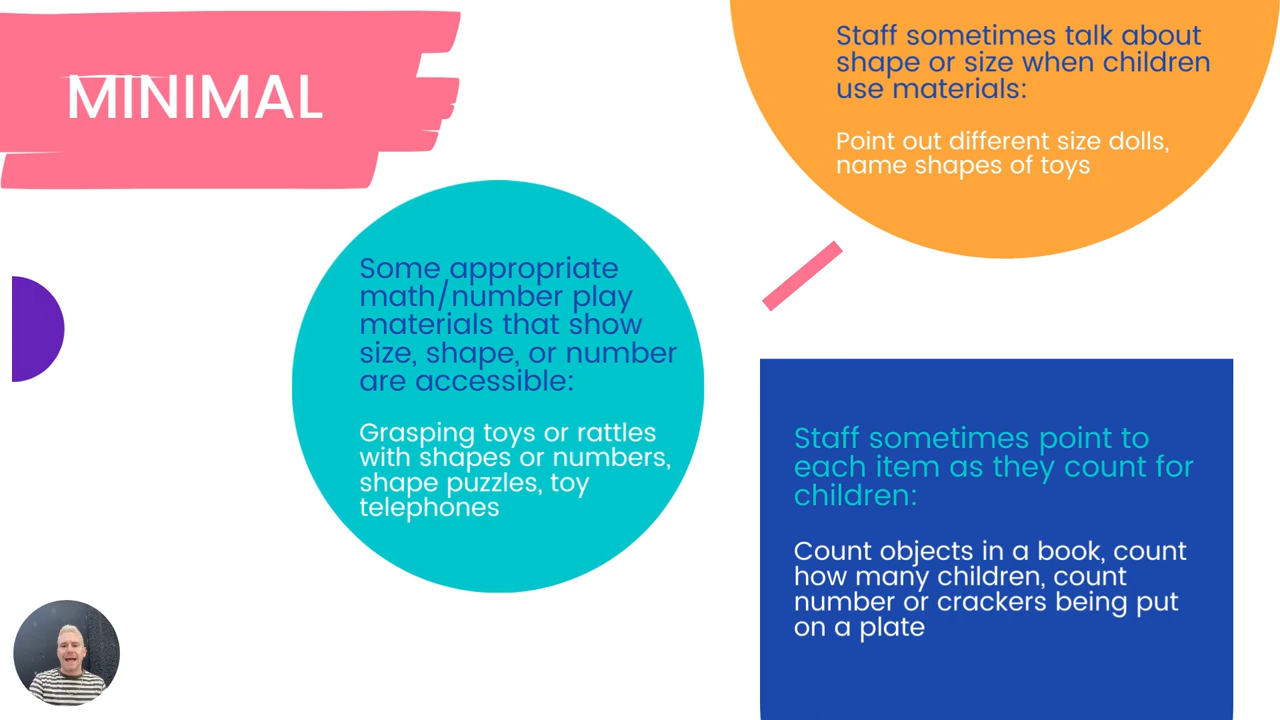 MINIMAL
Staff sometimes talk about
shape or size when children
use materials:
Point out different size dolls,
name shapes of toys
Some appropriate
math/number play
materials that show
size, shape, or number
are accessible:
Grasping toys or rattles
with shapes or numbers,
shape puzzles, toy
telephones
Staff sometimes point to
each item as they count for
children:
Count objects in a book, count
how many children, count
number or crackers being put
on a plate